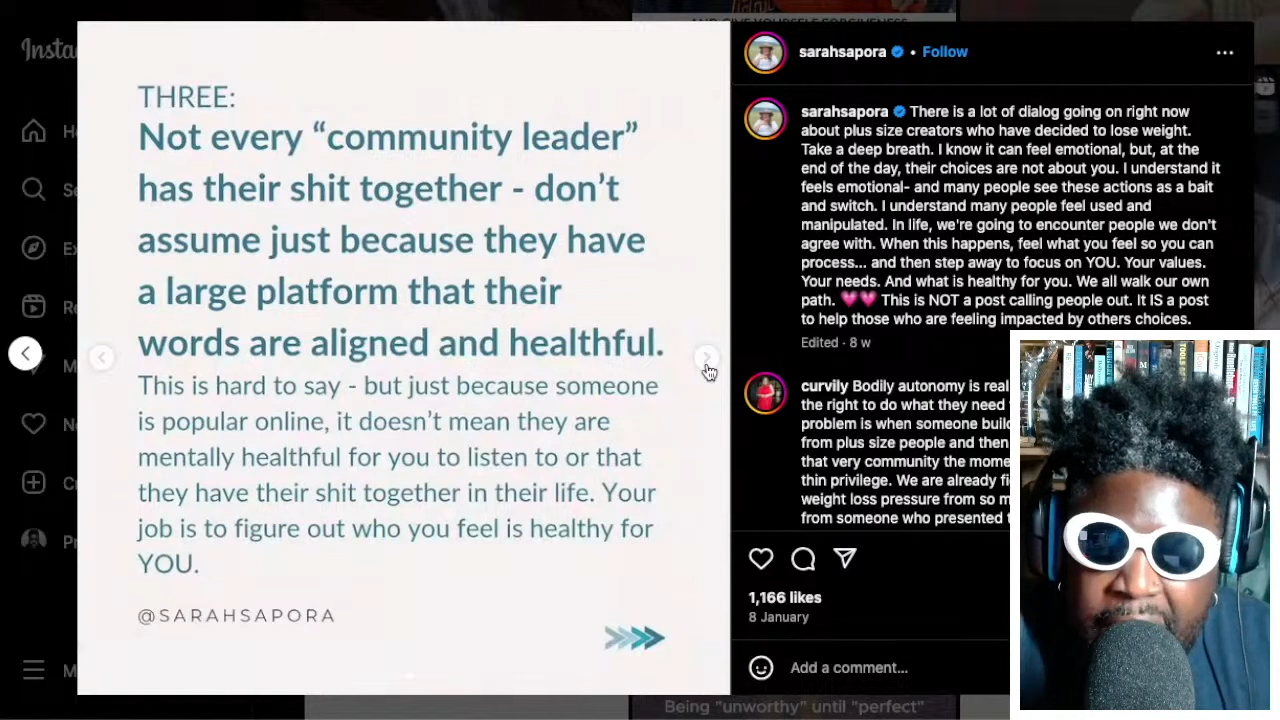 AND GIVE YOURSELF FORGIVENESS
Insta
THREE:
Not every “community leader”
has their shit together - don’t
assume just because they have
a large platform that their
words are aligned and healthful.
This is hard to say - but just because someone
is popular online, it doesn’t mean they are
mentally healthful for you to listen to or that
they have their shit together in their life. Your
job is to figure out who you feel is healthy for
YOU.
@SARAHSAPORA
sarahsapora • Follow
sarahsapora There is a lot of dialog going on right now
about plus size creators who have decided to lose weight.
Take a deep breath. I know it can feel emotional, but, at the
end of the day, their choices are not about you. I understand it
feels emotional- and many people see these actions as a bait
and switch. I understand many people feel used and
manipulated. In life, we're going to encounter people we don't
agree with. When this happens, feel what you feel so you can
process... and then step away to focus on YOU. Your values.
Your needs. And what is healthy for you. We all walk our own
path. 💗💗 This is NOT a post calling people out. It IS a post
to help those who are feeling impacted by others choices.
Edited · 8 w
curvily Bodily autonomy is real
the right to do what they need
problem is when someone buil
from plus size people and then
that very community the mome
thin privilege. We are already fi
weight loss pressure from so m
from someone who presented t
1,166 likes
8 January
Add a comment...
Being "unworthy" until "perfect"